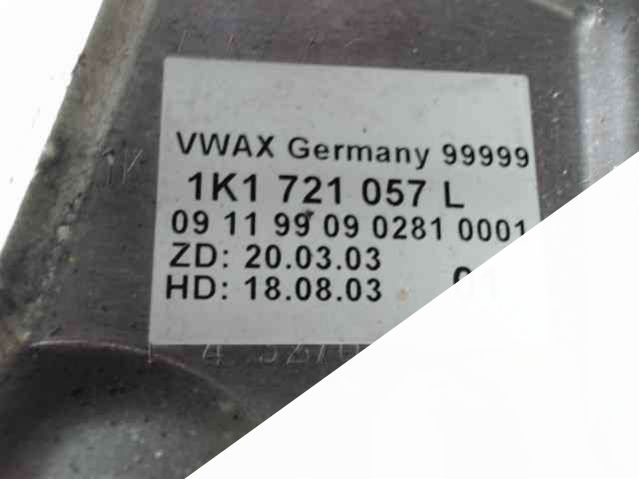 VWAX Germany 99999
1K1 721 057 L
09 11 99 09 0281 0001
ZD: 20.03.03
HD: 18.08.03